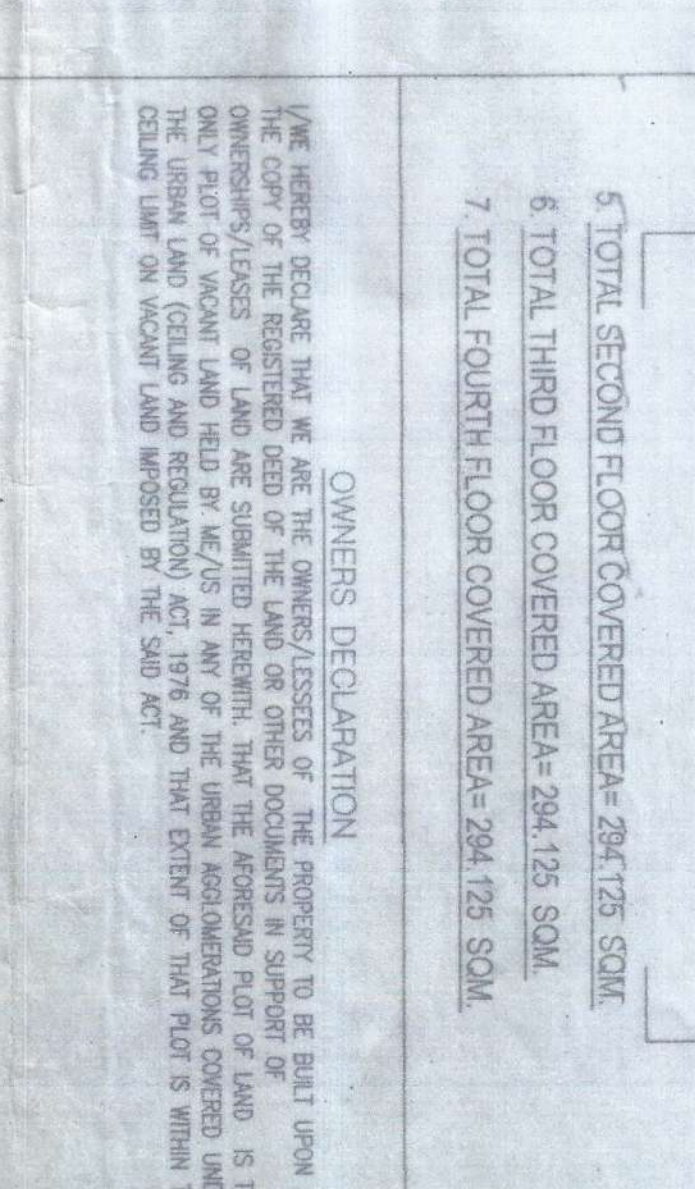 5. TOTAL SECOND FLOOR COVERED AREA= 294.125 SQM.
6. TOTAL THIRD FLOOR COVERED AREA= 294.125 SQM.
7. TOTAL FOURTH FLOOR COVERED AREA= 294.125 SQM.
OWNERS DECLARATION
I/WE HEREBY DECLARE THAT WE ARE THE OWNERS/LESSEES OF THE PROPERTY TO BE BUILT UPON
THE COPY OF THE REGISTERED DEED OF THE LAND OR OTHER DOCUMENTS IN SUPPORT OF
OWNERSHIPS/LEASES OF LAND ARE SUBMITTED HEREWITH. THAT THE AFORESAID PLOT OF LAND IS T
ONLY PLOT OF VACANT LAND HELD BY ME/US IN ANY OF THE URBAN AGGLOMERATIONS COVERED UND
THE URBAN LAND (CEILING AND REGULATION) ACT, 1976 AND THAT EXTENT OF THAT PLOT IS WITHIN T
CEILING LIMIT ON VACANT LAND IMPOSED BY THE SAID ACT.